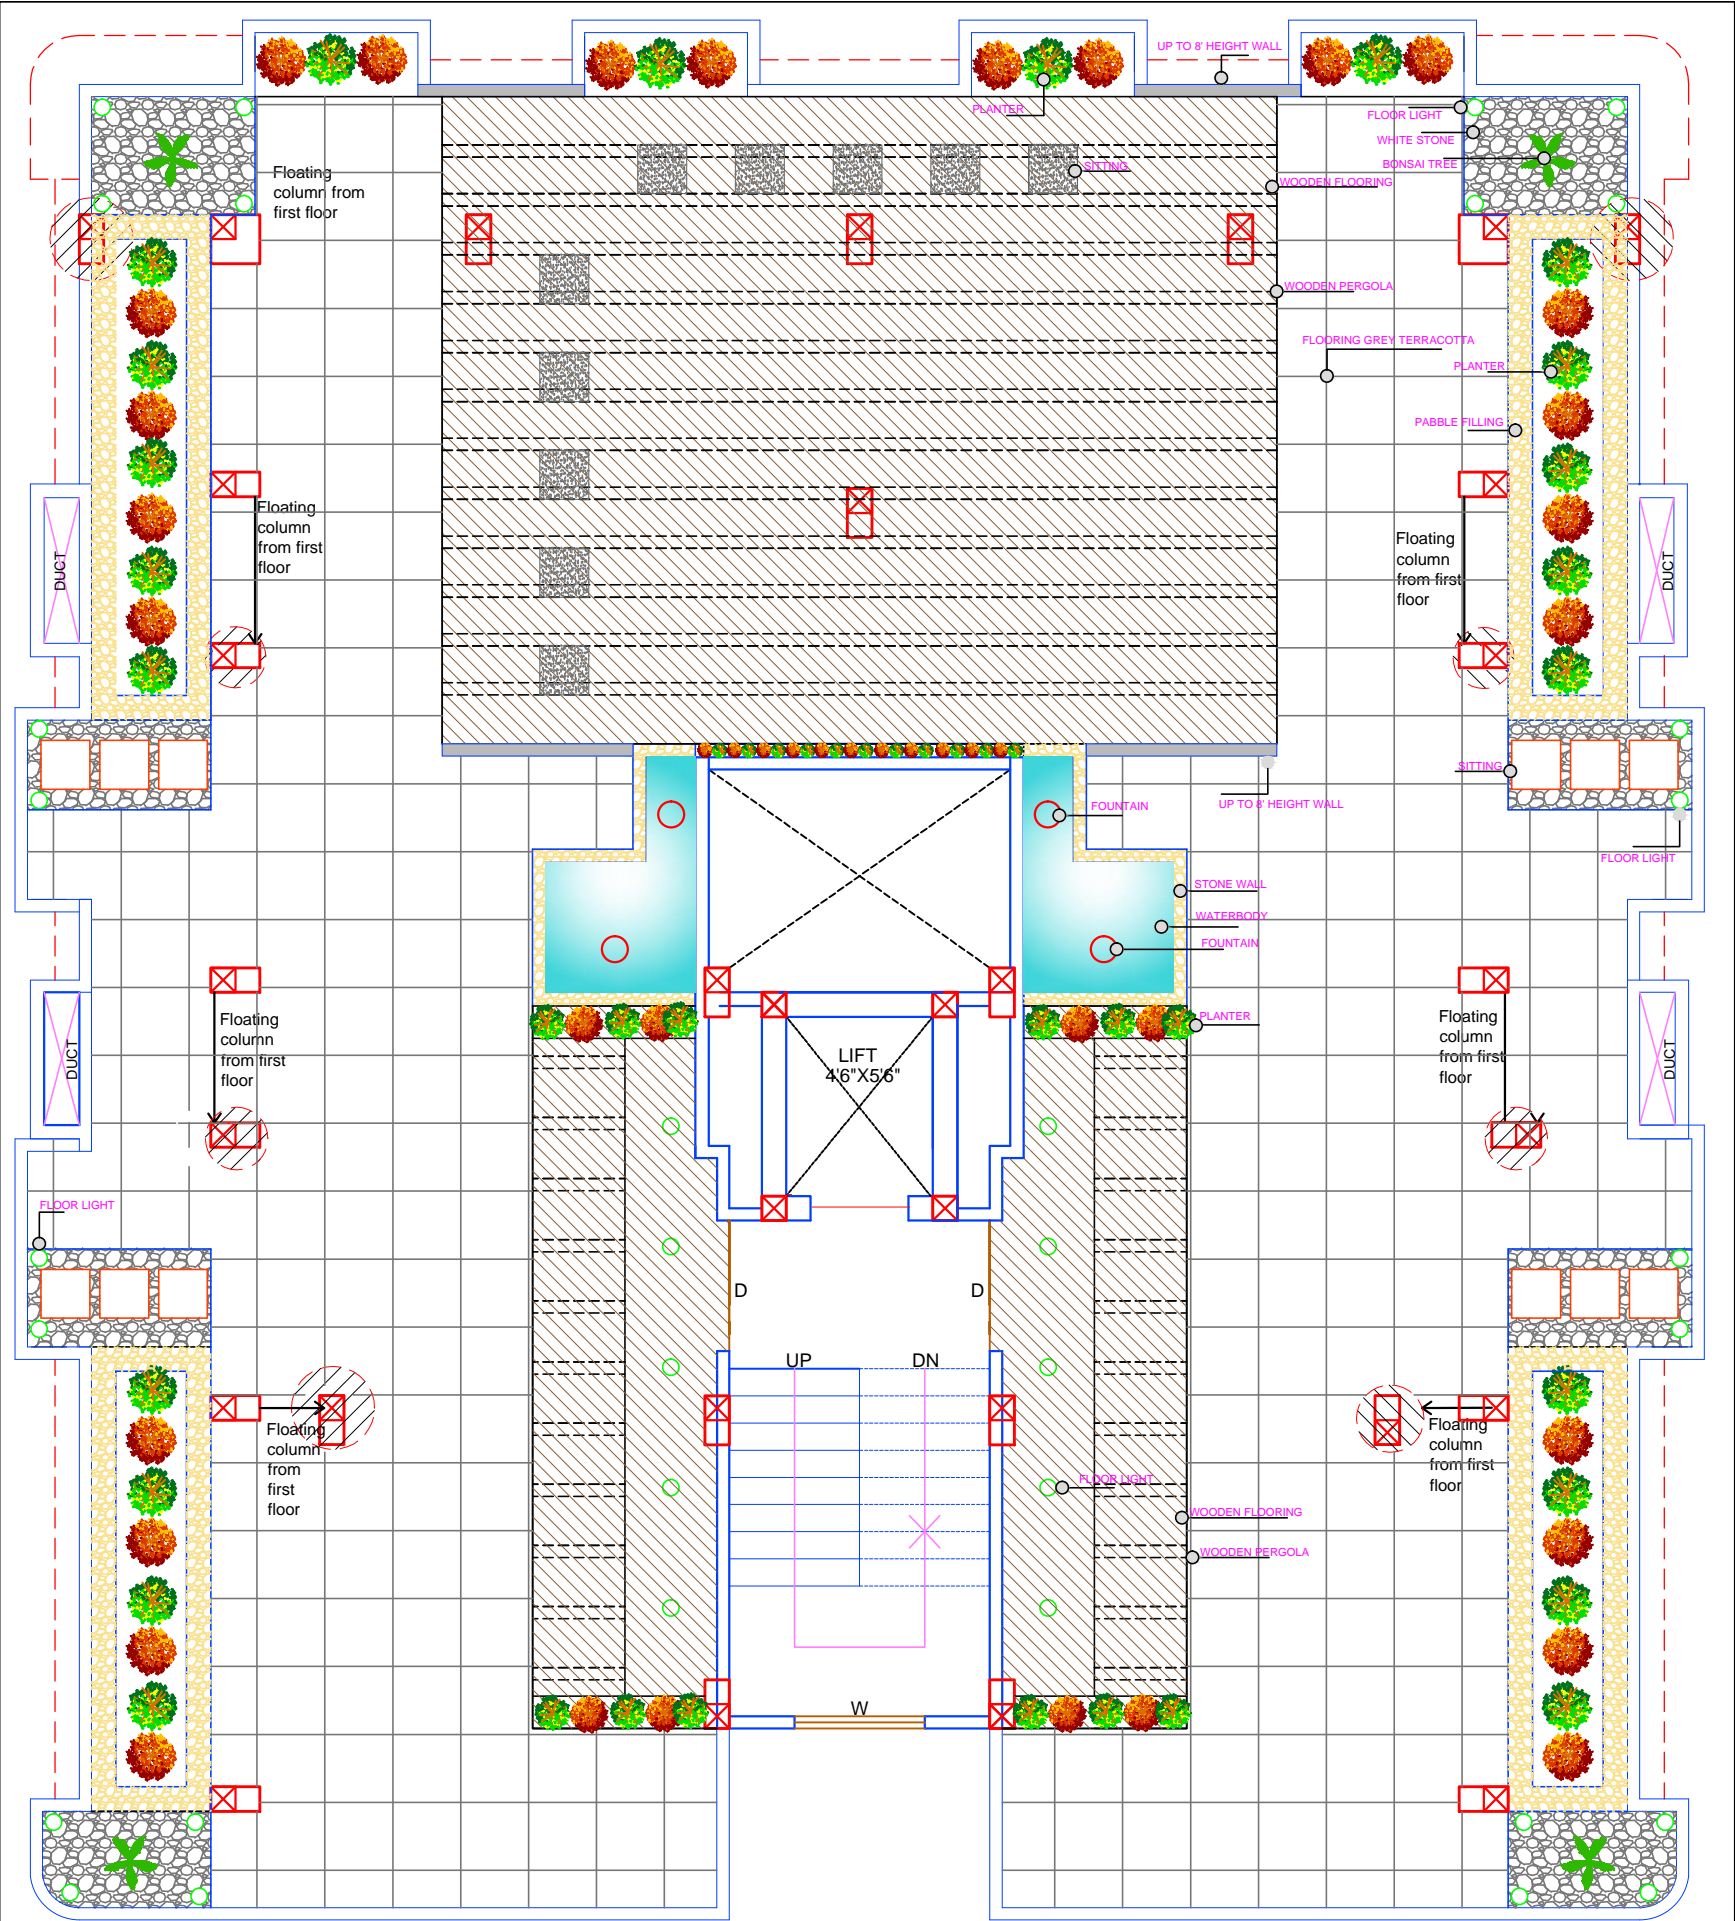 UP TO 8' HEIGHT WALL
PLANTER
FLOOR LIGHT
WHITE STONE
BONSAI TREE
SITTING
WOODEN FLOORING
Floating
column from
first floor
WOODEN PERGOLA
FLOORING GREY TERRACOTTA
PLANTER
PABBLE FILLING
Floating
column
from first
floor
Floating
column
from first
floor
DUCT
DUCT
SITTING
UP TO 8' HEIGHT WALL
FOUNTAIN
FLOOR LIGHT
STONE WALL
WATERBODY
FOUNTAIN
PLANTER
Floating
column
from first
floor
Floating
column
from first
floor
DUCT
DUCT
LIFT
4'6"X5'6"
FLOOR LIGHT
D
D
UP
DN
Floating
column
from
first
floor
Floating
column
from first
floor
FLOOR LIGHT
WOODEN FLOORING
WOODEN PERGOLA
W